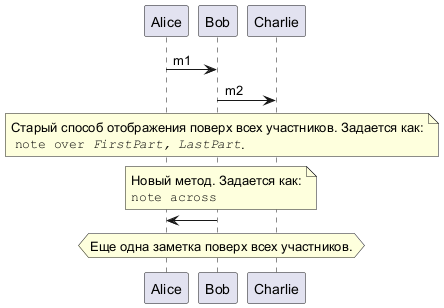 Alice Bob Charlie
m1
m2
Старый способ отображения поверх всех участников. Задается как:
note over FirstPart, LastPart.
Новый метод. Задается как:
note across
Еще одна заметка поверх всех участников.
Alice Bob Charlie